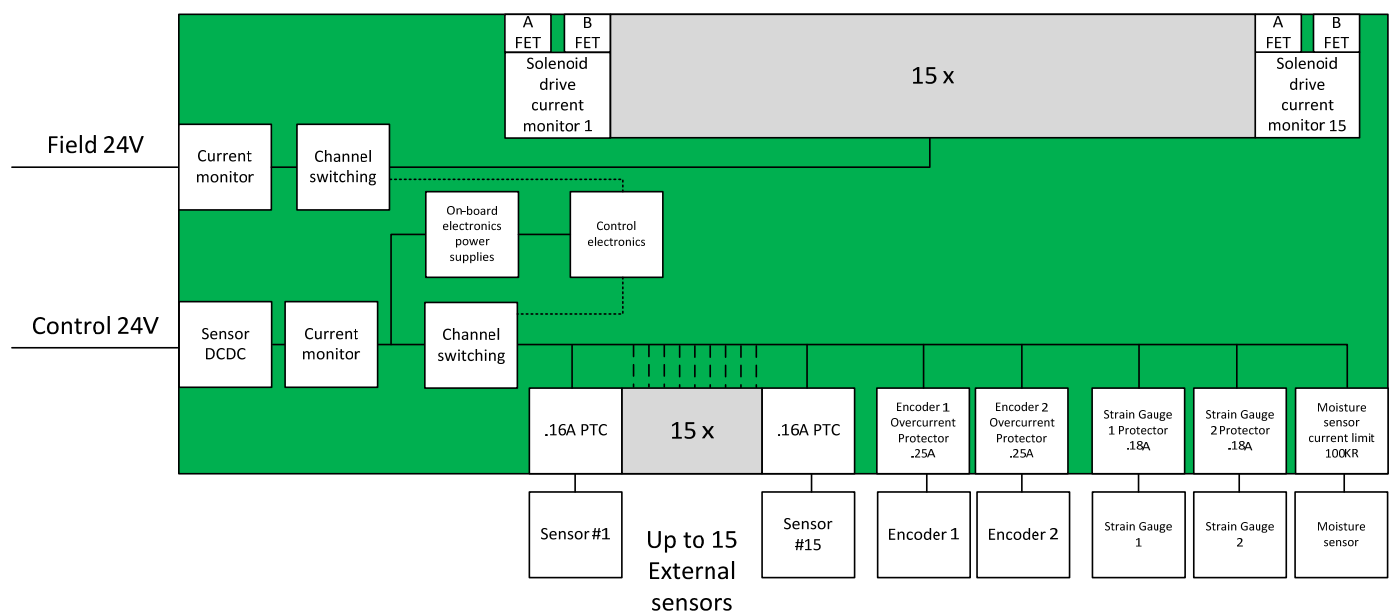 A
FET
B
FET
Solenoid
drive
current
monitor 1
15 x
A
FET
B
FET
Solenoid
drive
current
monitor 15
Field 24V
Current
monitor
Channel
switching
On-board
electronics
power
supplies
Control
electronics
Control 24V
Sensor
DCDC
Current
monitor
Channel
switching
.16A PTC
15 x
.16A PTC
Encoder 1
Overcurrent
Protector
.25A
Encoder 2
Overcurrent
Protector
.25A
Strain Gauge
1 Protector
.18A
Strain Gauge
2 Protector
.18A
Moisture
sensor
current limit
100KR
Sensor #1
Up to 15
External
sensors
Sensor
#15
Encoder 1
Encoder 2
Strain Gauge
1
Strain Gauge
2
Moisture
sensor